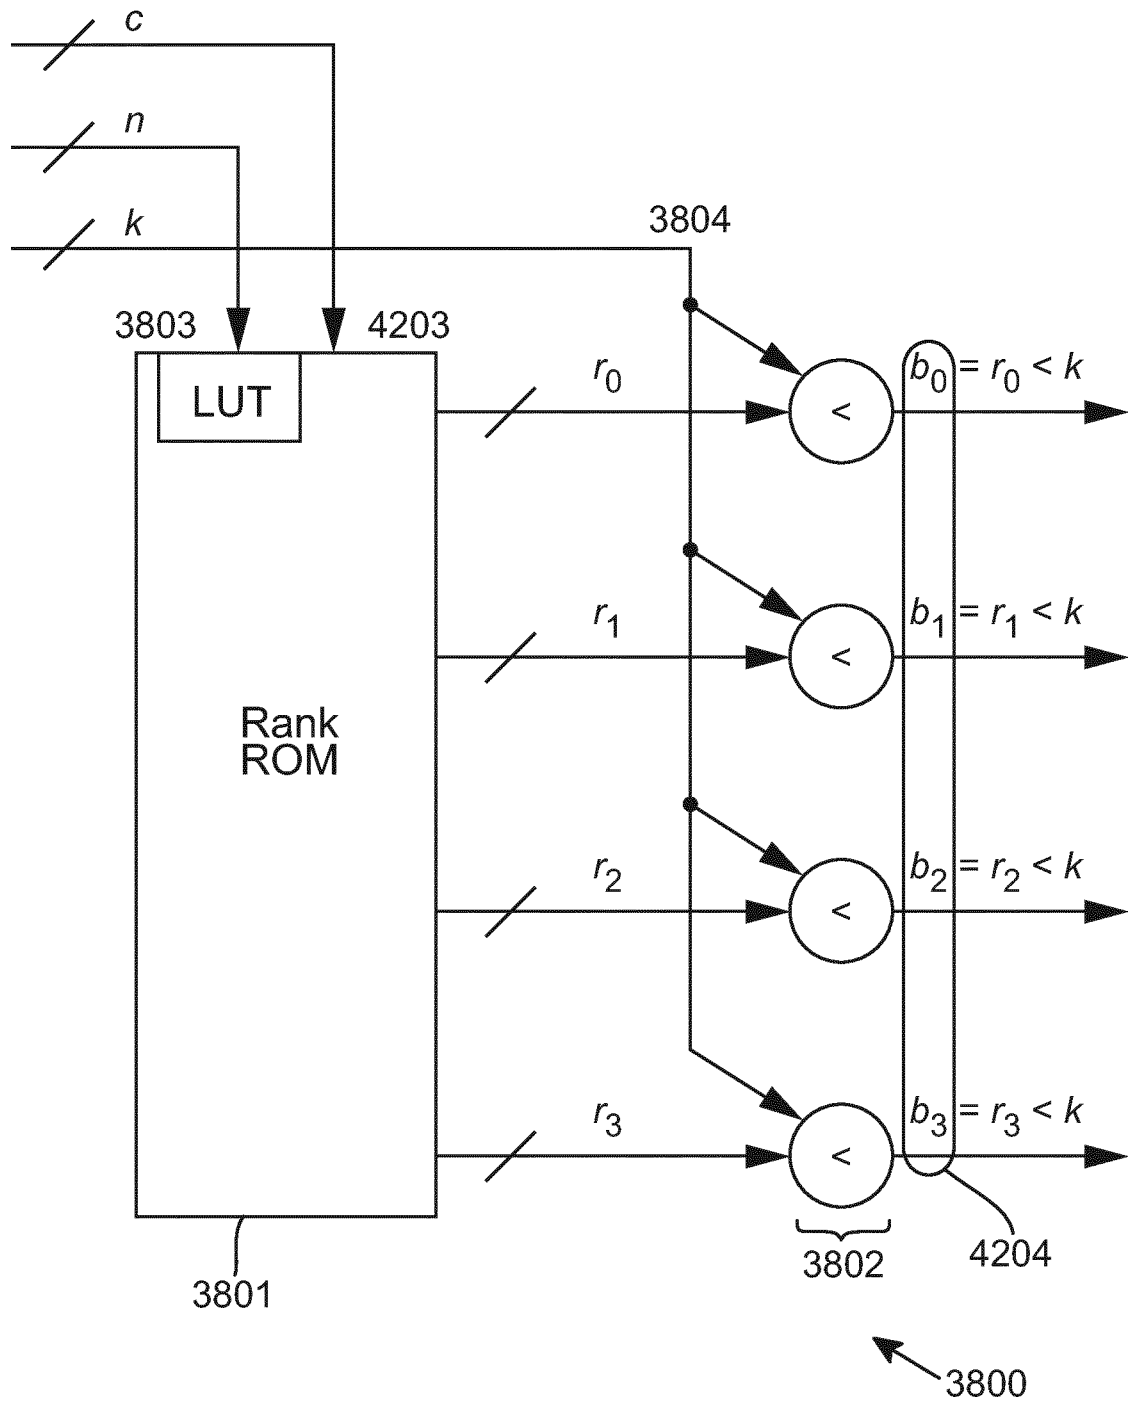 c
n
k
3804
3803
4203
LUT
r0
b0 = r0 < k
<
r1
b1 = r1 < k
<
Rank
ROM
r2
b2 = r2 < k
<
r3
b3 = r3 < k
<
3802
4204
3801
3800